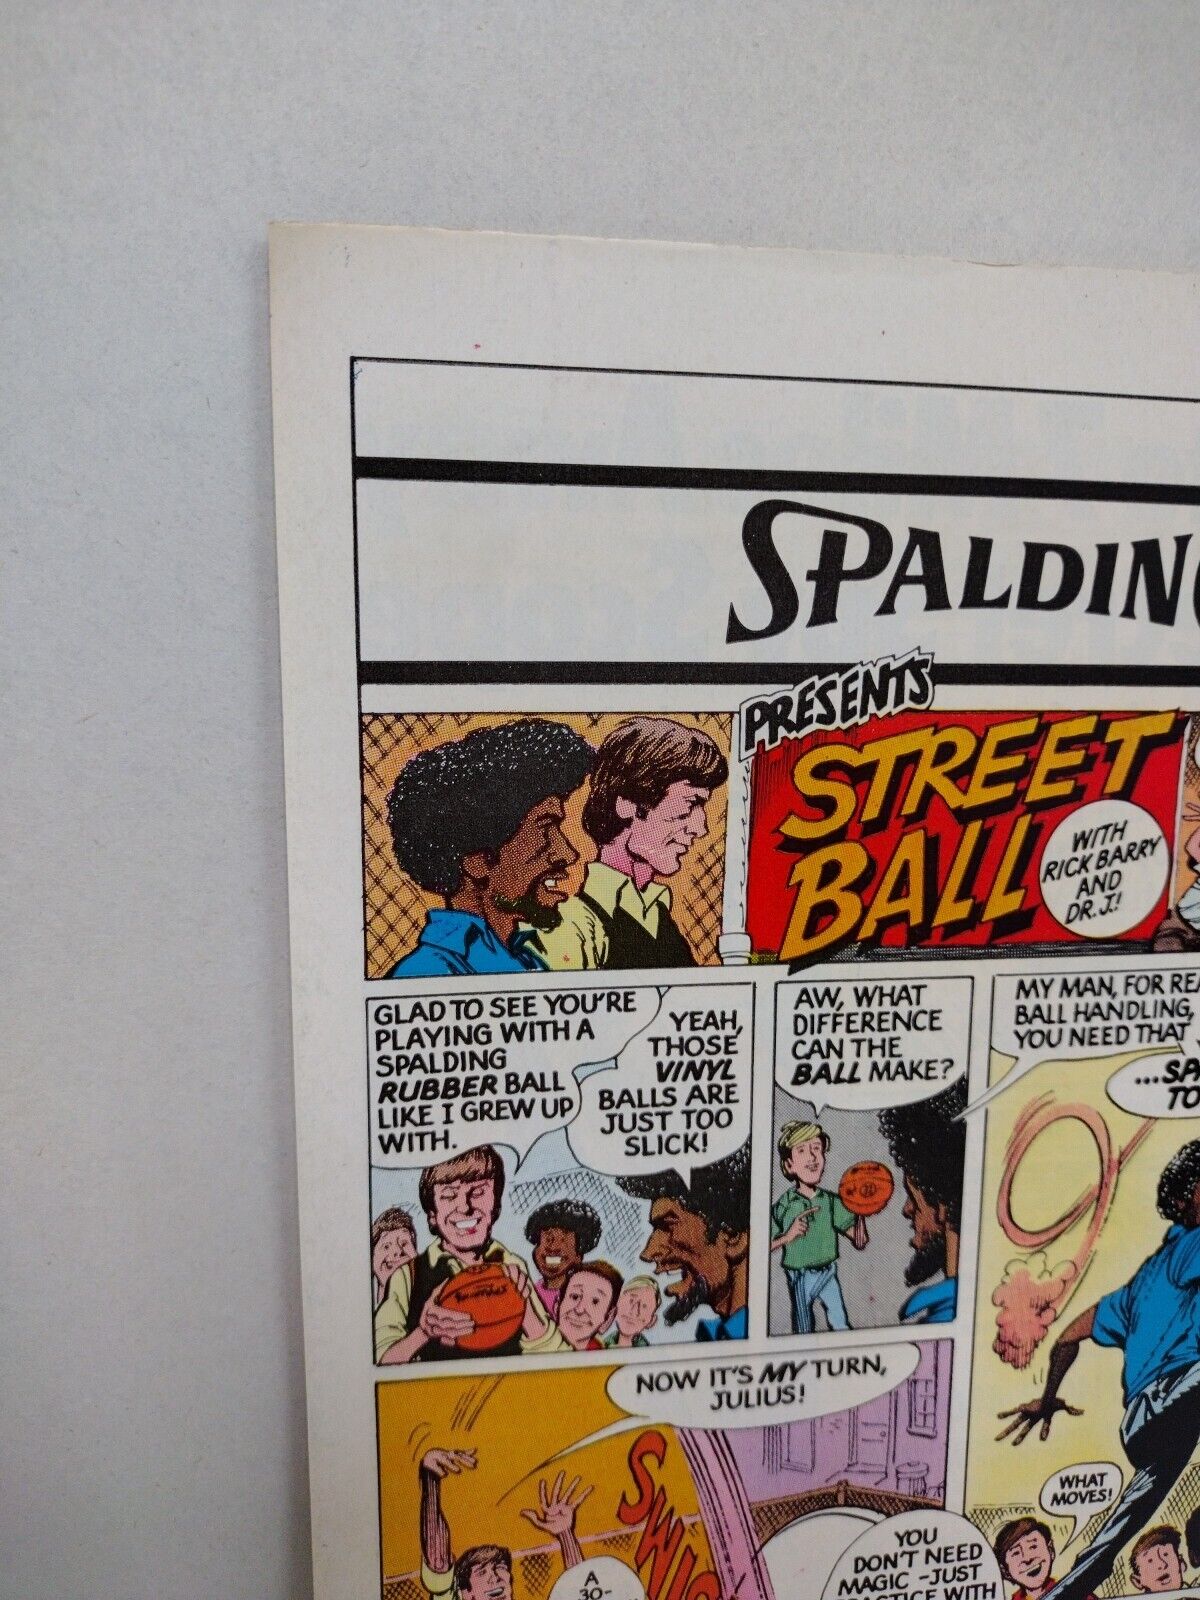 SPALDIN
PRESENTS
STREET
BALL
WITH
RICK BARRY
AND
DR. J.!
GLAD TO SEE YOU'RE
PLAYING WITH A
SPALDING
RUBBER BALL
LIKE I GREW UP
WITH.
YEAH,
THOSE
VINYL
BALLS ARE
JUST TOO
SLICK!
AW, WHAT
DIFFERENCE
CAN THE
BALL MAKE?
MY MAN, FOR REA
BALL HANDLING,
YOU NEED THAT
...SPA
TO
WHAT
MOVES!
NOW IT'S MY TURN,
JULIUS!
A
30-
YOU
DON'T NEED
MAGIC -JUST
PRACTICE WITH